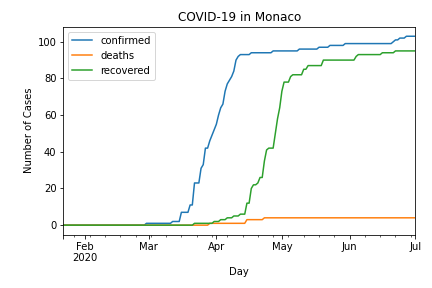 COVID-19 in Monaco
confirmed
deaths
recovered
Number of Cases
100
80
60
40
20
0
Feb
2020
Mar
Apr
May
Jun
Jul
Day